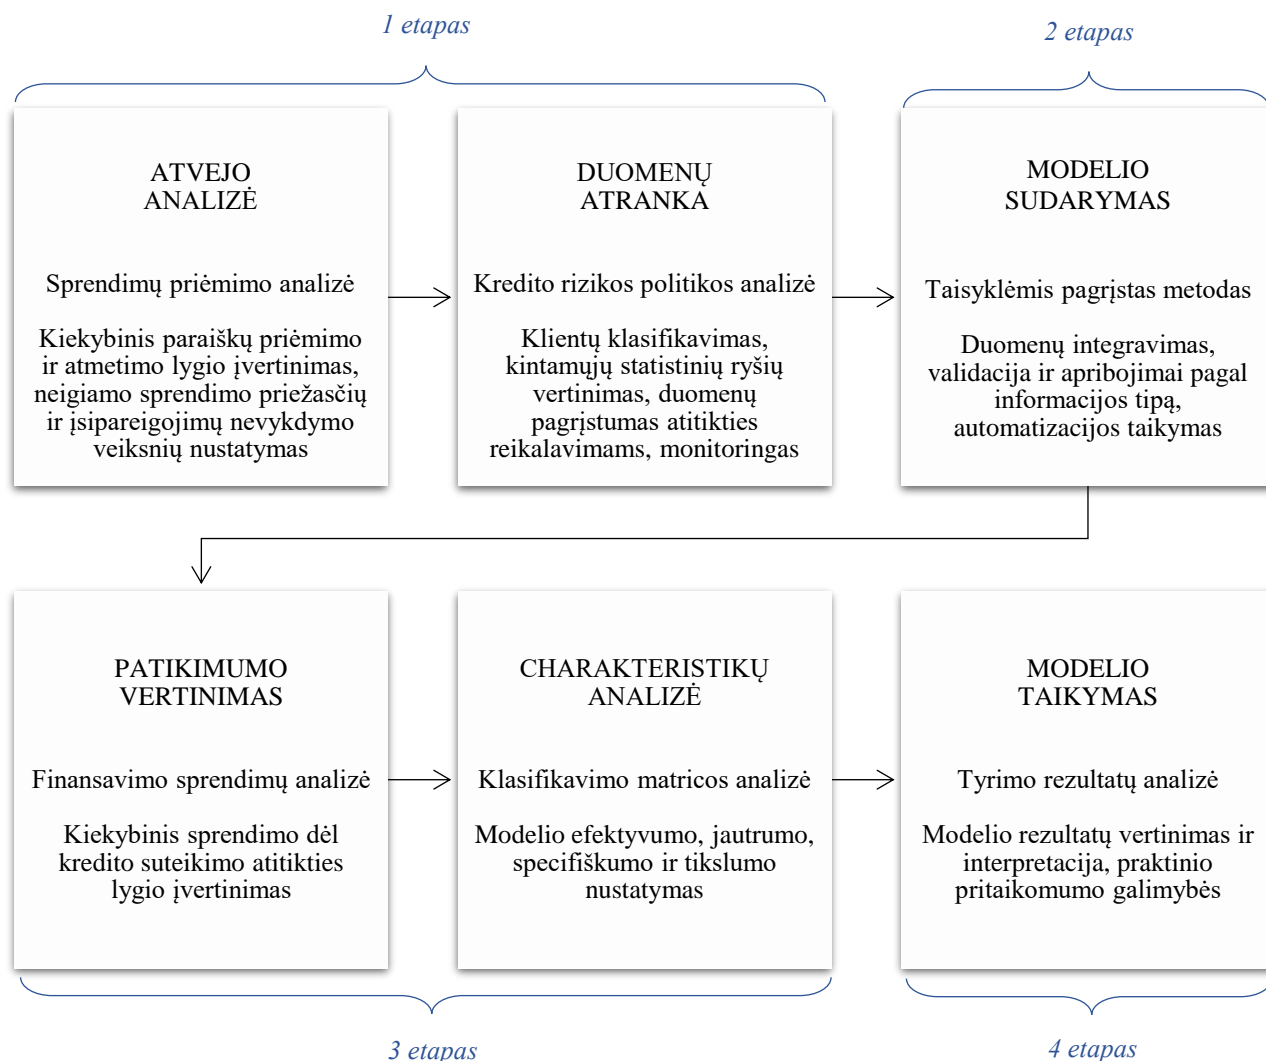 1 etapas
2 etapas
ATVEJO
ANALIZĖ
Sprendimų priėmimo analizė
Kiekybinis paraiškų priėmimo
ir atmetimo lygio įvertinimas,
neigiamo sprendimo priežasčių
ir įsipareigojimų nevykdymo
veiksnių nustatymas
DUOMENŲ
ATRANKA
Kredito rizikos politikos analizė
Klientų klasifikavimas,
kintamųjų statistinių ryšių
vertinimas, duomenų
pagrįstumas atitikties
reikalavimams, monitoringas
MODELIO
SUDARYMAS
Taisyklėmis pagrįstas metodas
Duomenų integravimas,
validacija ir apribojimai pagal
informacijos tipą,
automatizacijos taikymas
PATIKIMUMO
VERTINIMAS
Finansavimo sprendimų analizė
Kiekybinis sprendimo dėl
kredito suteikimo atitikties
lygio įvertinimas
CHARAKTERISTIKŲ
ANALIZĖ
Klasifikavimo matricos analizė
Modelio efektyvumo, jautrumo,
specifiškumo ir tikslumo
nustatymas
MODELIO
TAIKYMAS
Tyrimo rezultatų analizė
Modelio rezultatų vertinimas ir
interpretacija, praktinio
pritaikomumo galimybės
3 etapas
4 etapas